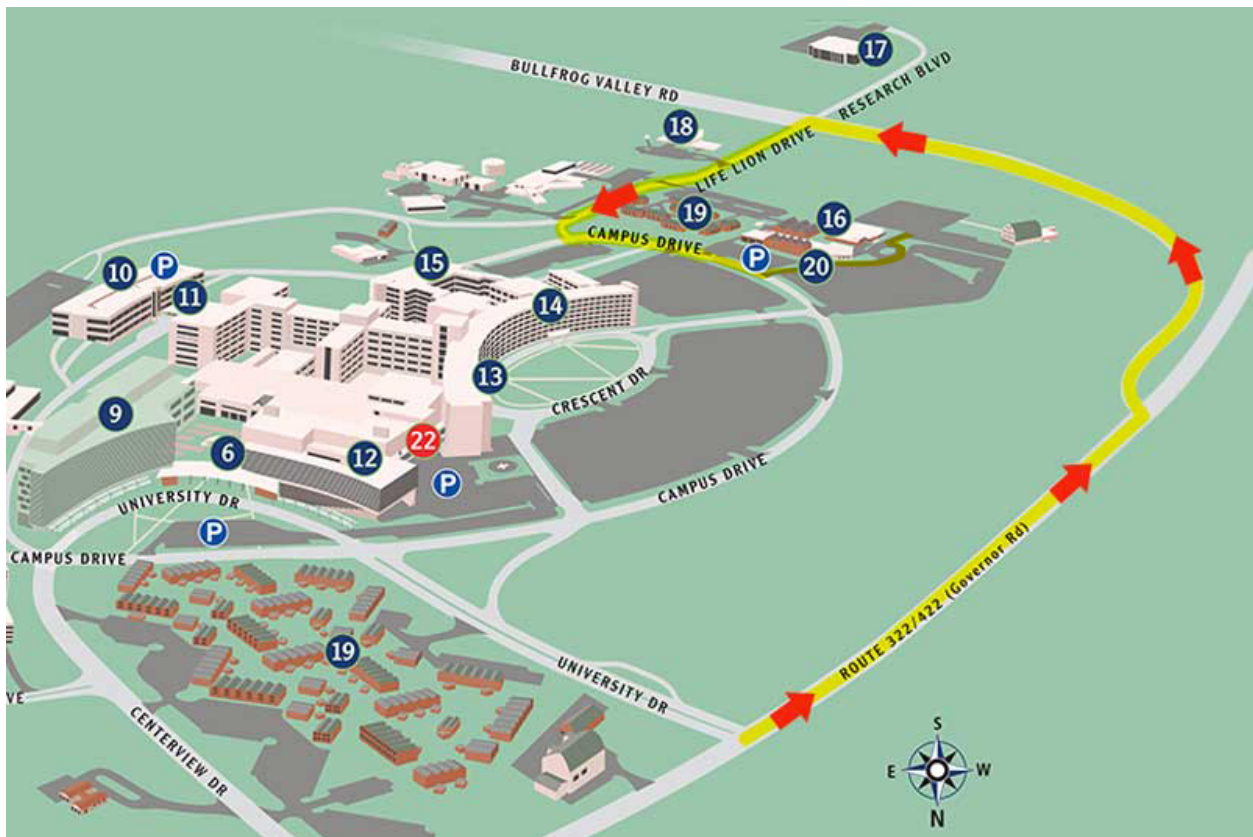 17
BULLFROG VALLEY RD
RESEARCH BLVD
18
LIFE LION DRIVE
19
16
CAMPUS DRIVE
P
20
15
10
P
11
14
13
CRESCENT DR
9
22
6
12
P
CAMPUS DRIVE
UNIVERSITY DR
P
CAMPUS DRIVE
ROUTE 322/422 (Governor Rd)
19
UNIVERSITY DR
VE
CENTERVIEW DR
S
E
W
N